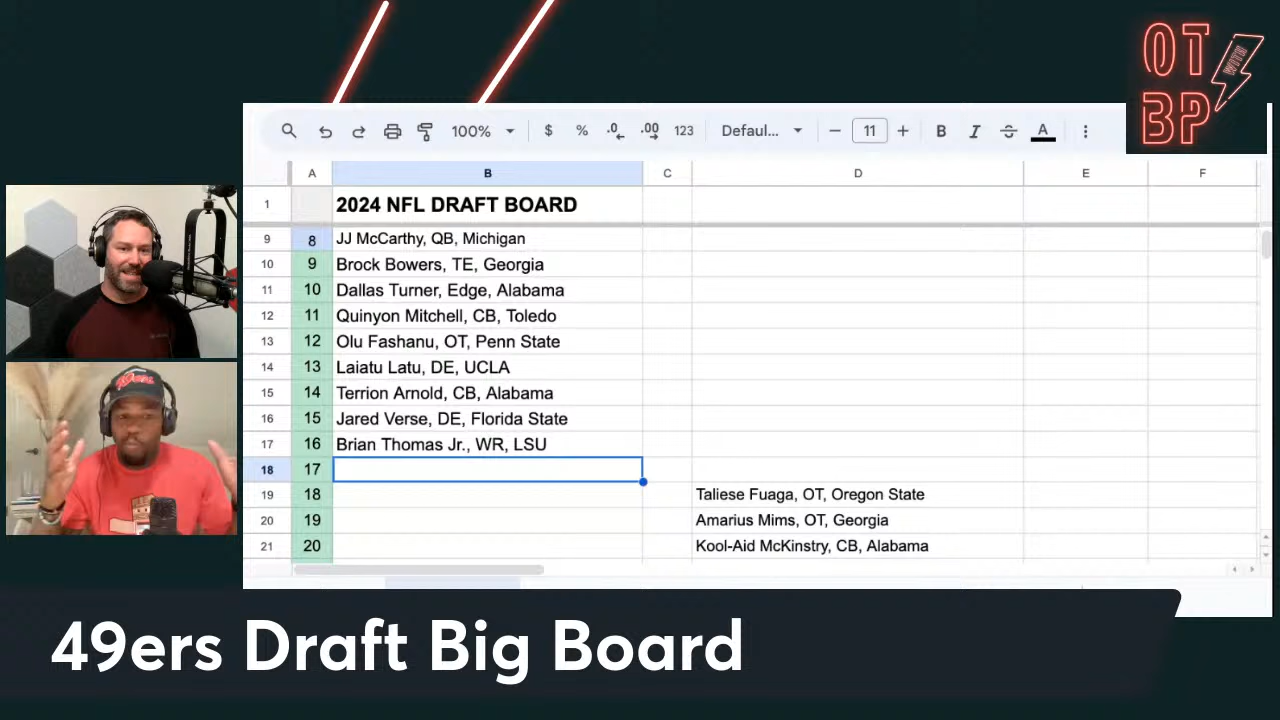 OT
WITH
BP
100%
$
%
.0
.00
123
Defaul...
11
B
I
S
A
A
B
C
D
E
F
1
2024 NFL DRAFT BOARD
9
8
JJ McCarthy, QB, Michigan
10
9
Brock Bowers, TE, Georgia
11
10
Dallas Turner, Edge, Alabama
12
11
Quinyon Mitchell, CB, Toledo
13
12
Olu Fashanu, OT, Penn State
14
13
Laiatu Latu, DE, UCLA
15
14
Terrion Arnold, CB, Alabama
16
15
Jared Verse, DE, Florida State
17
16
Brian Thomas Jr., WR, LSU
18
17
19
18
Taliese Fuaga, OT, Oregon State
20
19
Amarius Mims, OT, Georgia
21
20
Kool-Aid McKinstry, CB, Alabama
49ers Draft Big Board